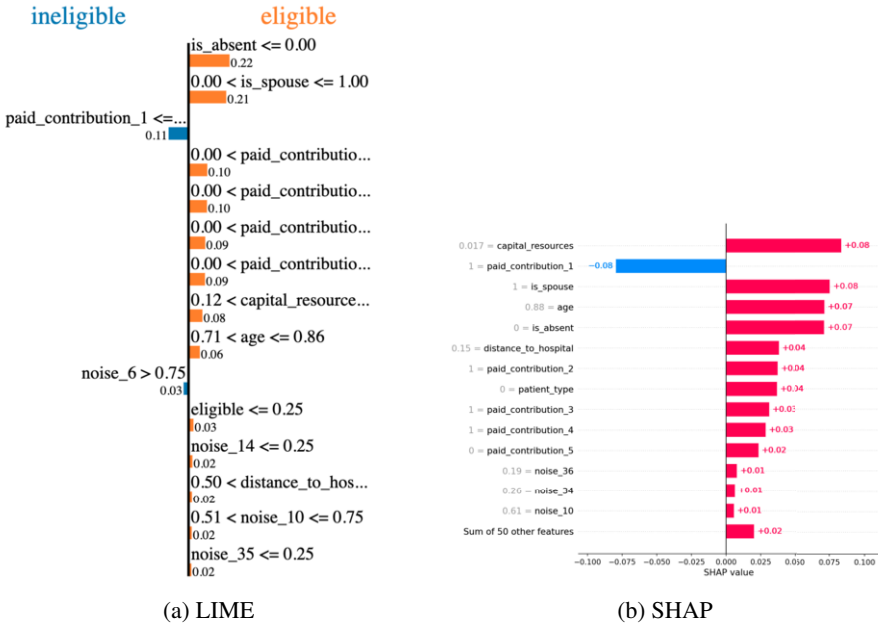 ineligible eligible
is_absent <= 0.00
0.22
0.00 < is_spouse <= 1.00
0.21
paid_contribution_1 <=...
0.11
0.00 < paid_contributio...
0.10
0.00 < paid_contributio...
0.10
0.00 < paid_contributio...
0.09
0.00 < paid_contributio...
0.09
0.12 < capital_resource...
0.08
0.71 < age <= 0.86
0.06
noise_6 > 0.75
0.03
eligible <= 0.25
0.03
noise_14 <= 0.25
0.02
0.50 < distance_to_hos...
0.02
0.51 < noise_10 <= 0.75
0.02
noise_35 <= 0.25
0.02
(a) LIME
0.017 = capital_resources +0.08
1 = paid_contribution_1 −0.08
1 = is_spouse +0.08
0.88 = age +0.07
0 = is_absent +0.07
0.15 = distance_to_hospital +0.04
1 = paid_contribution_2 +0.04
0 = patient_type +0.04
1 = paid_contribution_3 +0.03
1 = paid_contribution_4 +0.03
0 = paid_contribution_5 +0.02
0.19 = noise_36 +0.01
0.26 = noise_34 +0.01
0.61 = noise_10 +0.01
Sum of 50 other features +0.02
−0.100 −0.075 −0.050 −0.025 0.000 0.025 0.050 0.075 0.100
SHAP value
(b) SHAP